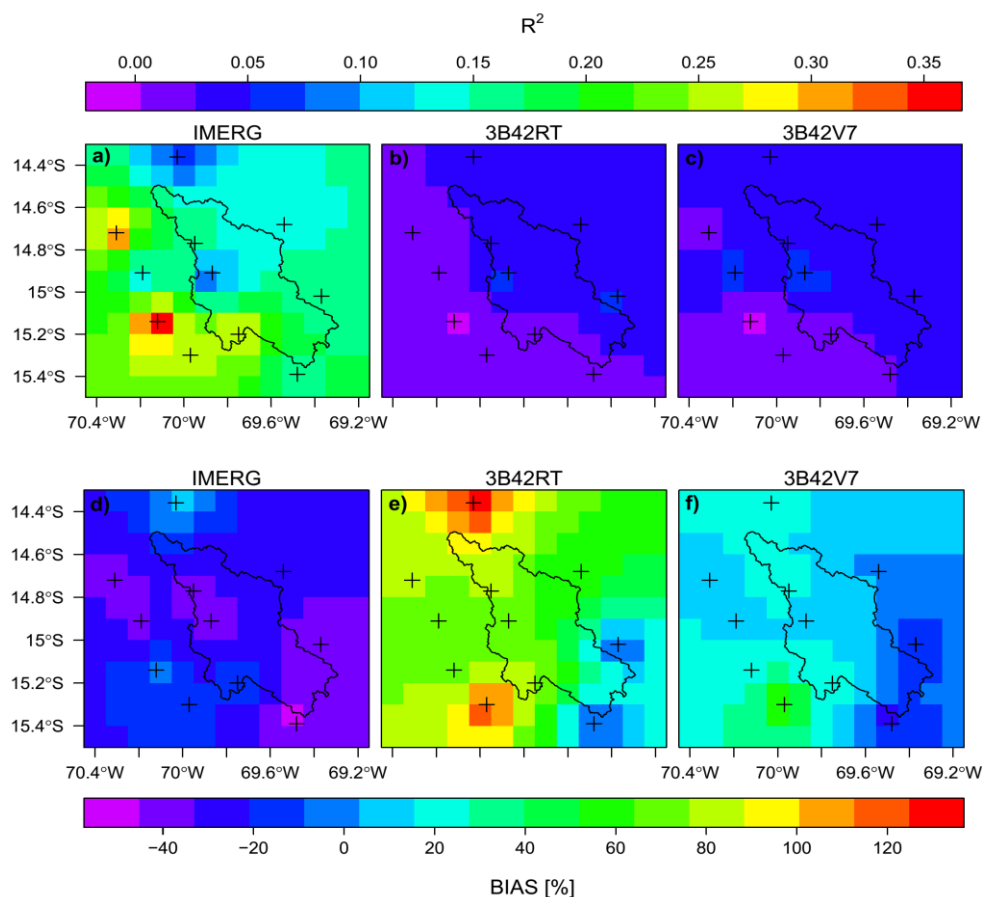 R²
0.00 0.05 0.10 0.15 0.20 0.25 0.30 0.35
IMERG 3B42RT 3B42V7
a) b) c)
14.4°S
14.6°S
14.8°S
15°S
15.2°S
15.4°S
70.4°W 70°W 69.6°W 69.2°W 70.4°W 70°W 69.6°W 69.2°W
IMERG 3B42RT 3B42V7
d) e) f)
14.4°S
14.6°S
14.8°S
15°S
15.2°S
15.4°S
70.4°W 70°W 69.6°W 69.2°W 70.4°W 70°W 69.6°W 69.2°W
−40 −20 0 20 40 60 80 100 120
BIAS [%]